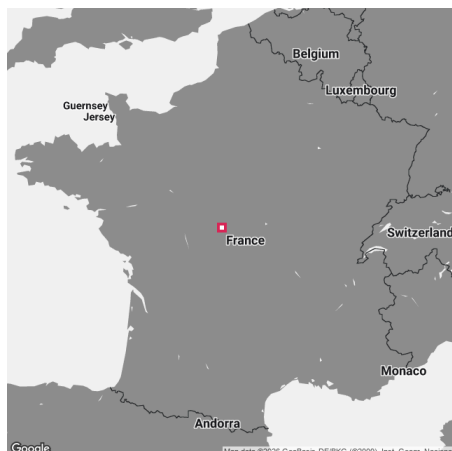 Belgium
Luxembourg
Guernsey
Jersey
France
Switzerland
Monaco
Andorra
Google